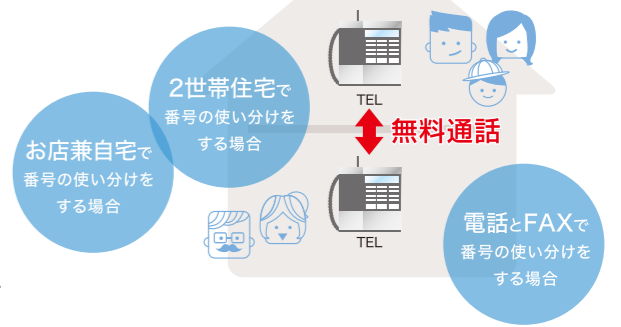 2世帯住宅で
番号の使い分けを
する場合
お店兼自宅で
番号の使い分けを
する場合
TEL
無料通話
TEL
電話とFAXで
番号の使い分けを
する場合